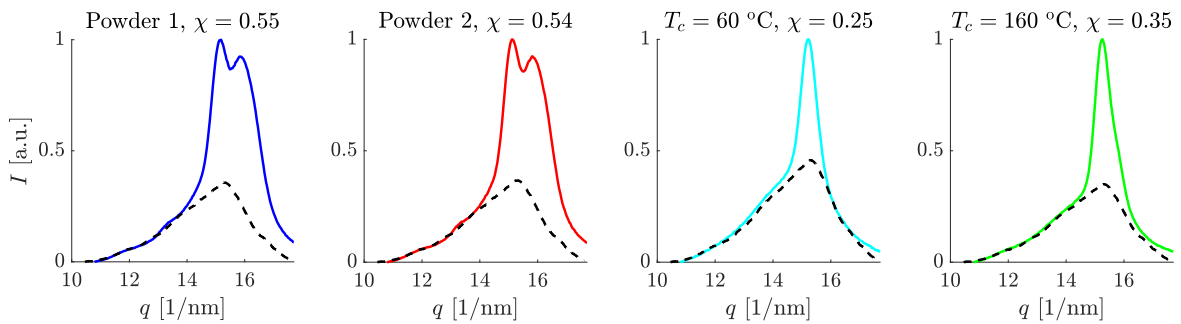 Powder 1, χ = 0.55
1
0.5
0
I [a.u.]
10 12 14 16
q [1/nm]
Powder 2, χ = 0.54
1
0.5
0
10 12 14 16
q [1/nm]
T_c = 60 °C, χ = 0.25
1
0.5
0
10 12 14 16
q [1/nm]
T_c = 160 °C, χ = 0.35
1
0.5
0
10 12 14 16
q [1/nm]